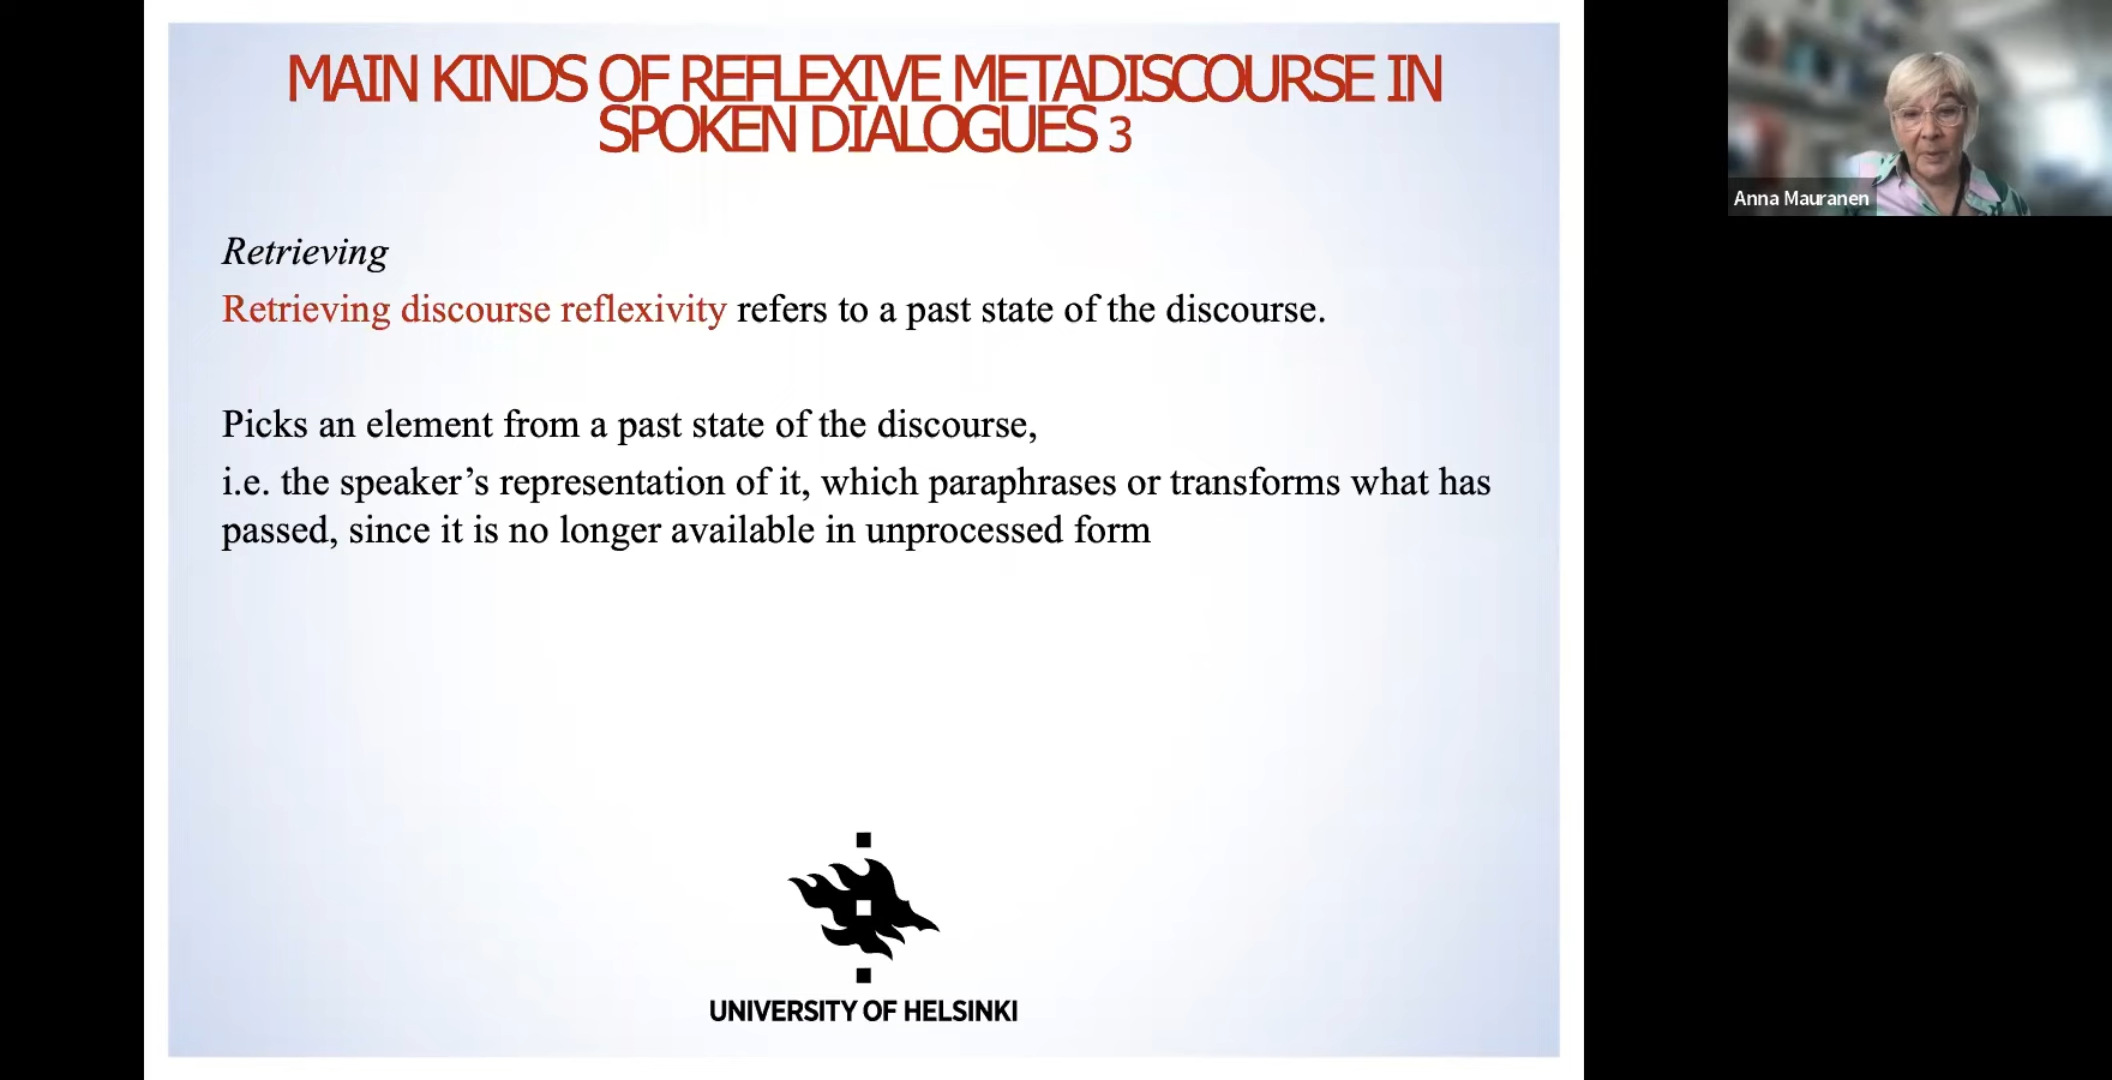 MAIN KINDS OF REFLEXIVE METADISCOURSE IN
SPOKEN DIALOGUES 3
Retrieving
Retrieving discourse reflexivity refers to a past state of the discourse.
Picks an element from a past state of the discourse,
i.e. the speaker’s representation of it, which paraphrases or transforms what has
passed, since it is no longer available in unprocessed form
UNIVERSITY OF HELSINKI
Anna Mauranen